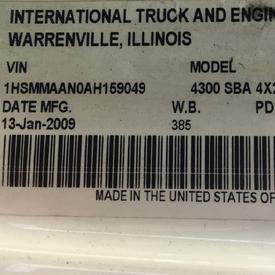 INTERNATIONAL TRUCK AND ENGIN
WARRENVILLE, ILLINOIS
VIN MODEL
1HSMMAAN0AH159049 4300 SBA 4X2
DATE MFG. W.B. PD
13-Jan-2009 385
MADE IN THE UNITED STATES OF